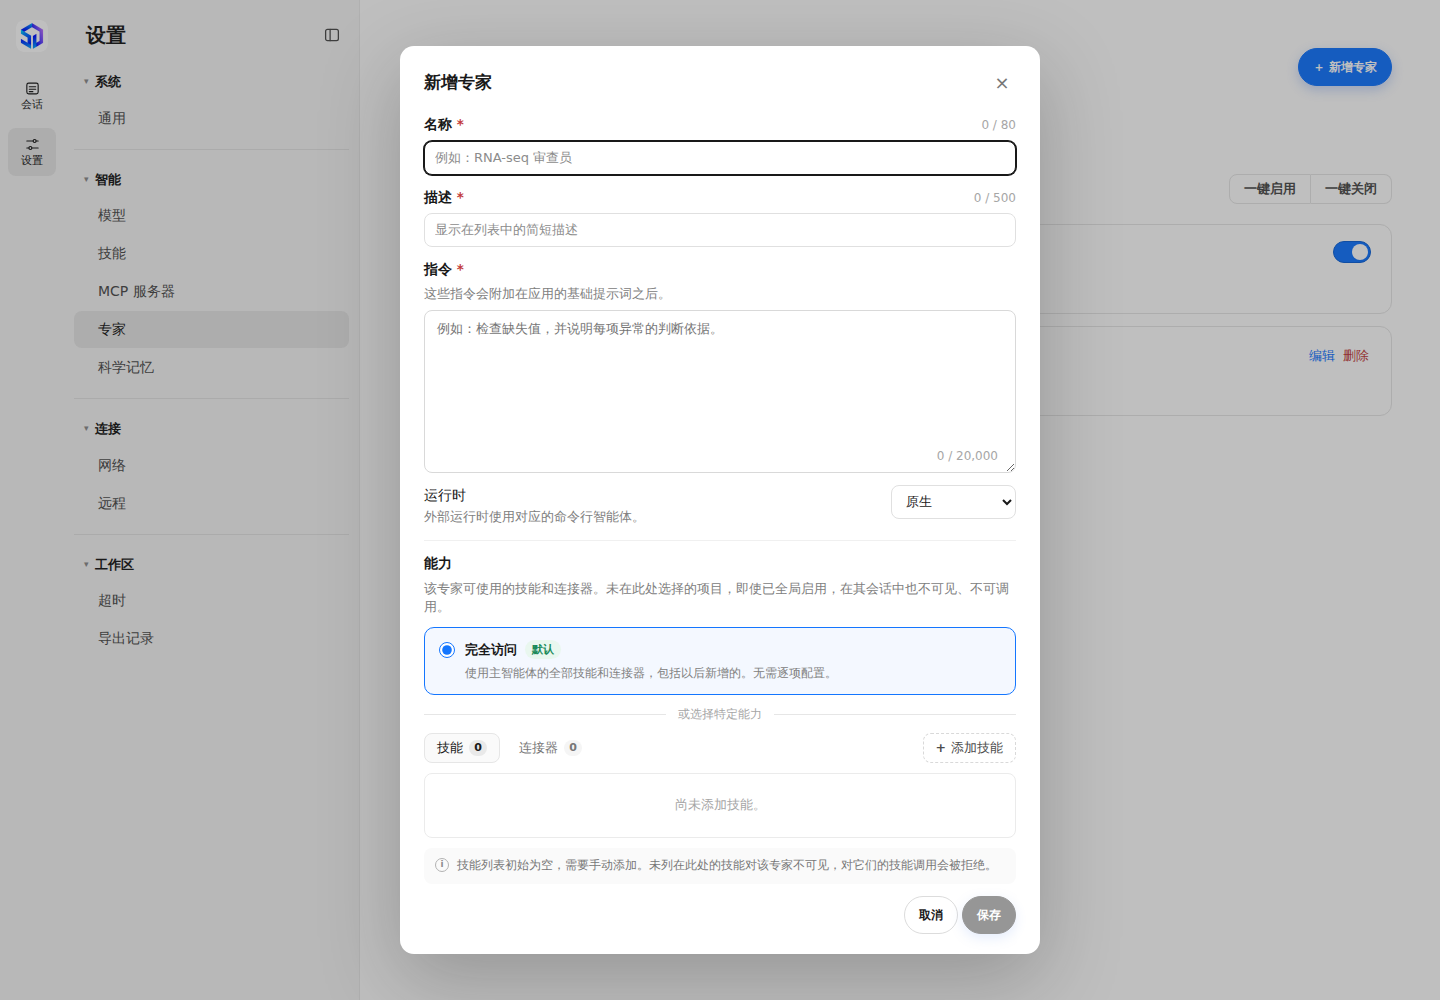 设置
会话
设置
系统
通用
智能
模型
技能
MCP 服务器
专家
科学记忆
连接
网络
远程
工作区
超时
导出记录
+ 新增专家
一键启用
一键关闭
编辑 删除
新增专家
×
名称 *
0 / 80
例如：RNA-seq 审查员
描述 *
0 / 500
显示在列表中的简短描述
指令 *
这些指令会附加在应用的基础提示词之后。
例如：检查缺失值，并说明每项异常的判断依据。
0 / 20,000
运行时
外部运行时使用对应的命令行智能体。
原生
能力
该专家可使用的技能和连接器。未在此处选择的项目，即使已全局启用，在其会话中也不可见、不可调
用。
完全访问 默认
使用主智能体的全部技能和连接器，包括以后新增的。无需逐项配置。
或选择特定能力
技能 0
连接器 0
+ 添加技能
尚未添加技能。
技能列表初始为空，需要手动添加。未列在此处的技能对该专家不可见，对它们的技能调用会被拒绝。
取消
保存